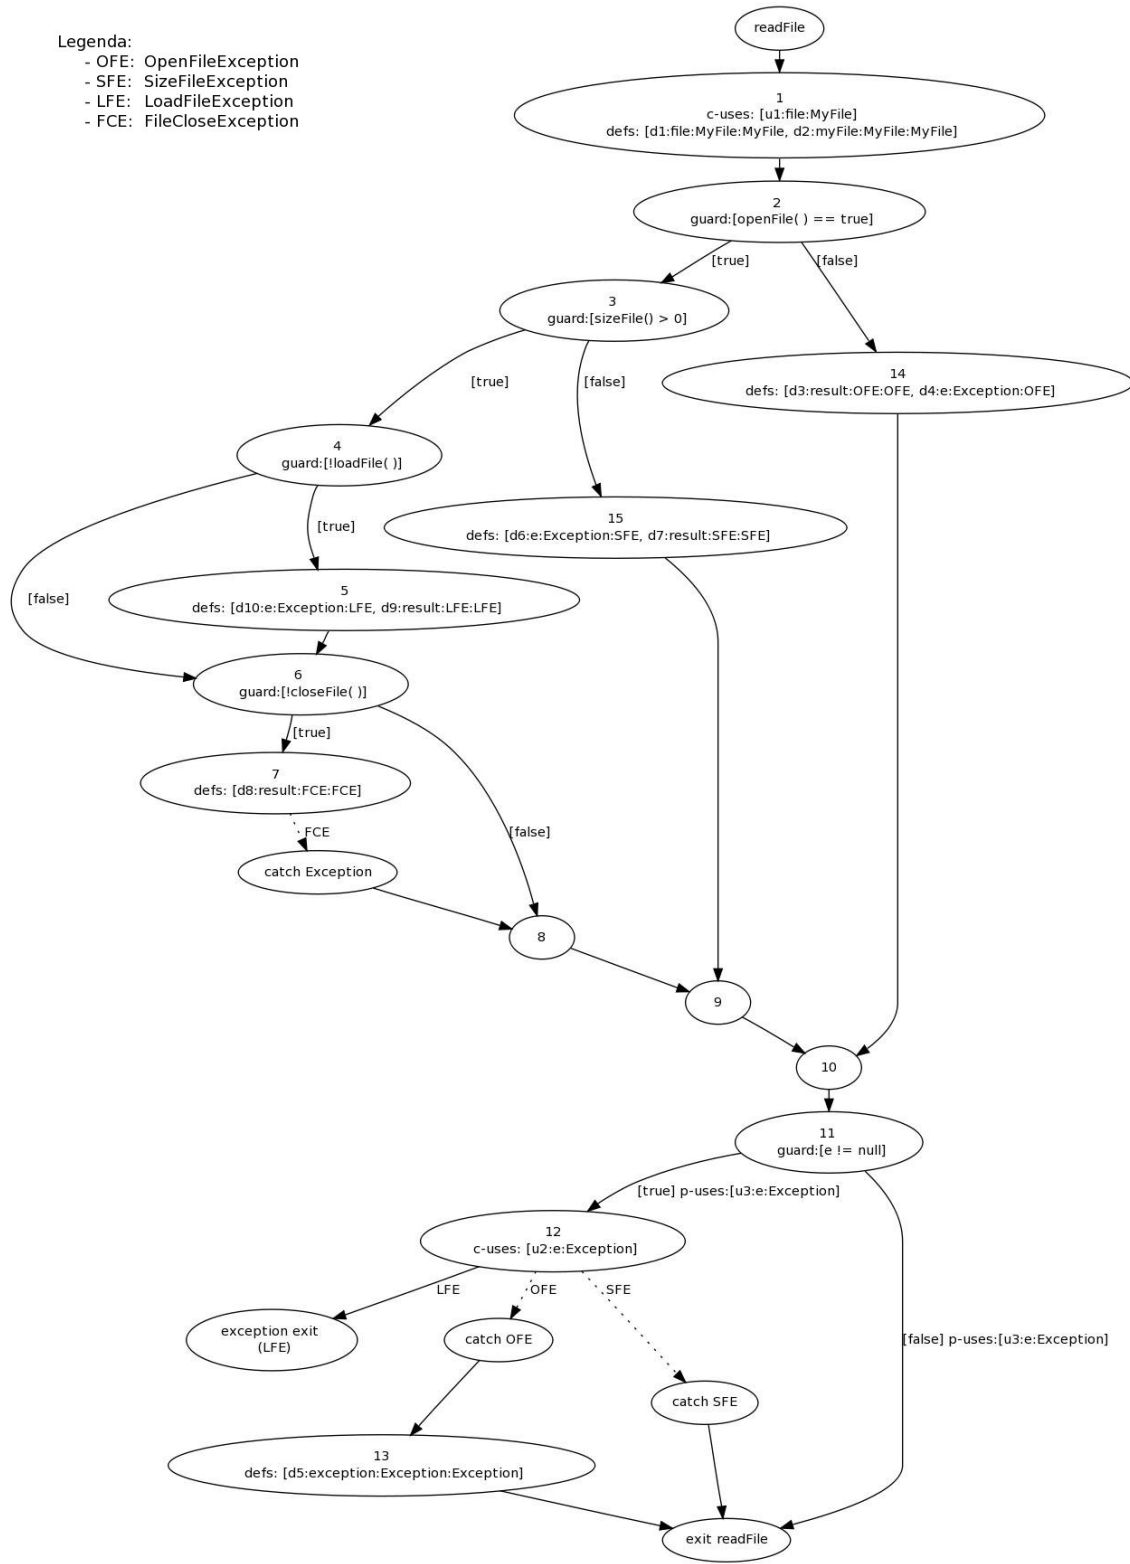 Legenda:
- OFE: OpenFileException
- SFE: SizeFileException
- LFE: LoadFileException
- FCE: FileCloseException
readFile
1
c-uses: [u1:file:MyFile]
defs: [d1:file:MyFile:MyFile, d2:myFile:MyFile:MyFile]
2
guard:[openFile( ) == true]
[true]
[false]
3
guard:[sizeFile() > 0]
[true]
[false]
14
defs: [d3:result:OFE:OFE, d4:e:Exception:OFE]
4
guard:[!loadFile( )]
[true]
15
defs: [d6:e:Exception:SFE, d7:result:SFE:SFE]
[false]
5
defs: [d10:e:Exception:LFE, d9:result:LFE:LFE]
6
guard:[!closeFile( )]
[true]
7
defs: [d8:result:FCE:FCE]
FCE
[false]
catch Exception
8
9
10
11
guard:[e != null]
[true] p-uses:[u3:e:Exception]
12
c-uses: [u2:e:Exception]
LFE
OFE
SFE
exception exit
(LFE)
catch OFE
[false] p-uses:[u3:e:Exception]
catch SFE
13
defs: [d5:exception:Exception:Exception]
exit readFile